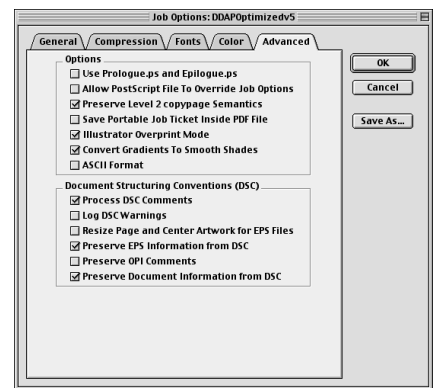 Job Options: DDAPOptimizedv5
General Compression Fonts Color Advanced
Options
Use Prologue.ps and Epilogue.ps
Allow PostScript File To Override Job Options
Preserve Level 2 copypage Semantics
Save Portable Job Ticket Inside PDF File
Illustrator Overprint Mode
Convert Gradients To Smooth Shades
ASCII Format
Document Structuring Conventions (DSC)
Process DSC Comments
Log DSC Warnings
Resize Page and Center Artwork for EPS Files
Preserve EPS Information from DSC
Preserve OPI Comments
Preserve Document Information from DSC
OK
Cancel
Save As...